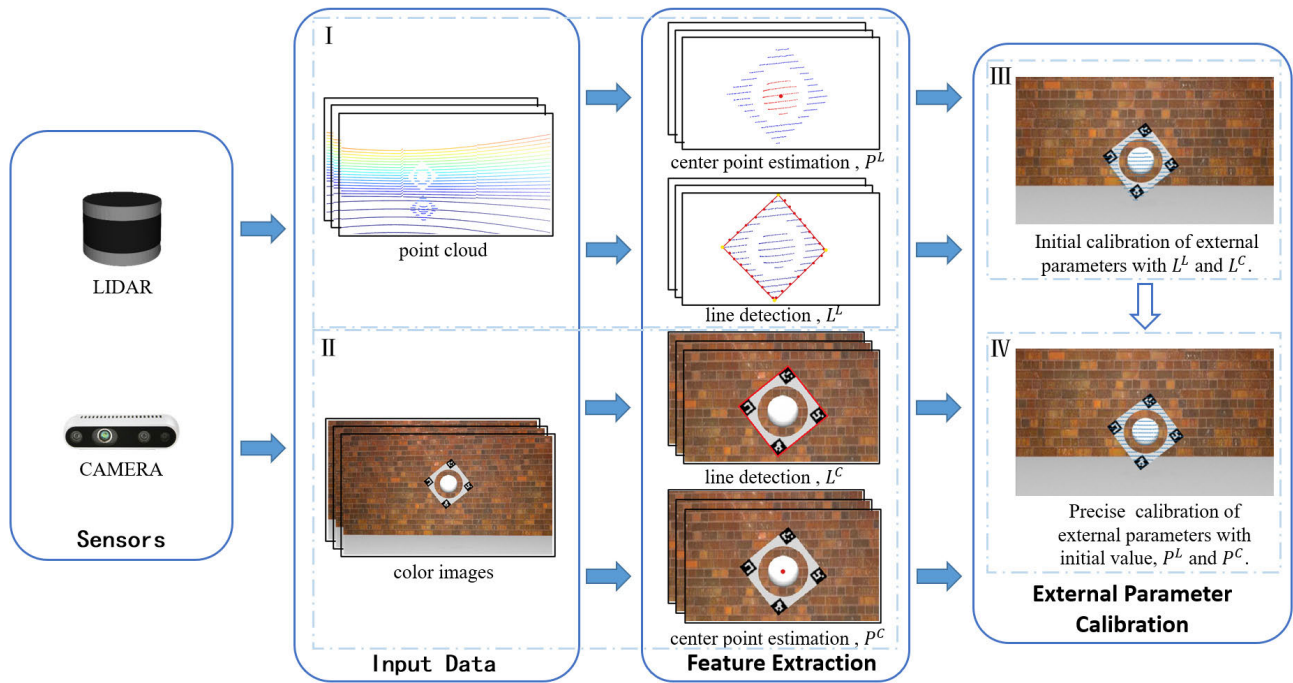 LIDAR
CAMERA
Sensors
Ⅰ
point cloud
Ⅱ
color images
Input Data
center point estimation , P^L
line detection , L^L
line detection , L^C
center point estimation , P^C
Feature Extraction
Ⅲ
Initial calibration of external
parameters with L^L and L^C.
Ⅳ
Precise calibration of
external parameters with
initial value, P^L and P^C.
External Parameter
Calibration